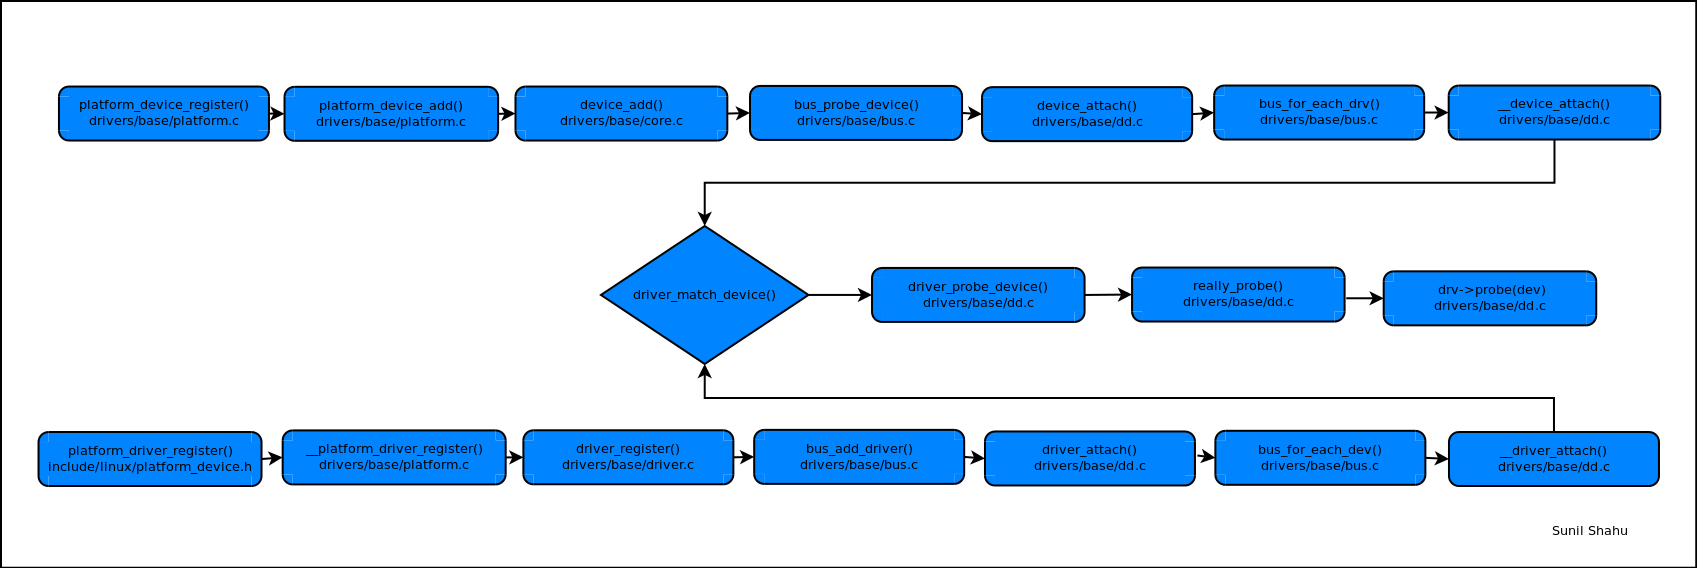 platform_device_register()
drivers/base/platform.c
platform_device_add()
drivers/base/platform.c
device_add()
drivers/base/core.c
bus_probe_device()
drivers/base/bus.c
device_attach()
drivers/base/dd.c
bus_for_each_drv()
drivers/base/bus.c
__device_attach()
drivers/base/dd.c
driver_match_device()
driver_probe_device()
drivers/base/dd.c
really_probe()
drivers/base/dd.c
drv->probe(dev)
drivers/base/dd.c
platform_driver_register()
include/linux/platform_device.h
__platform_driver_register()
drivers/base/platform.c
driver_register()
drivers/base/driver.c
bus_add_driver()
drivers/base/bus.c
driver_attach()
drivers/base/dd.c
bus_for_each_dev()
drivers/base/bus.c
__driver_attach()
drivers/base/dd.c
Sunil Shahu